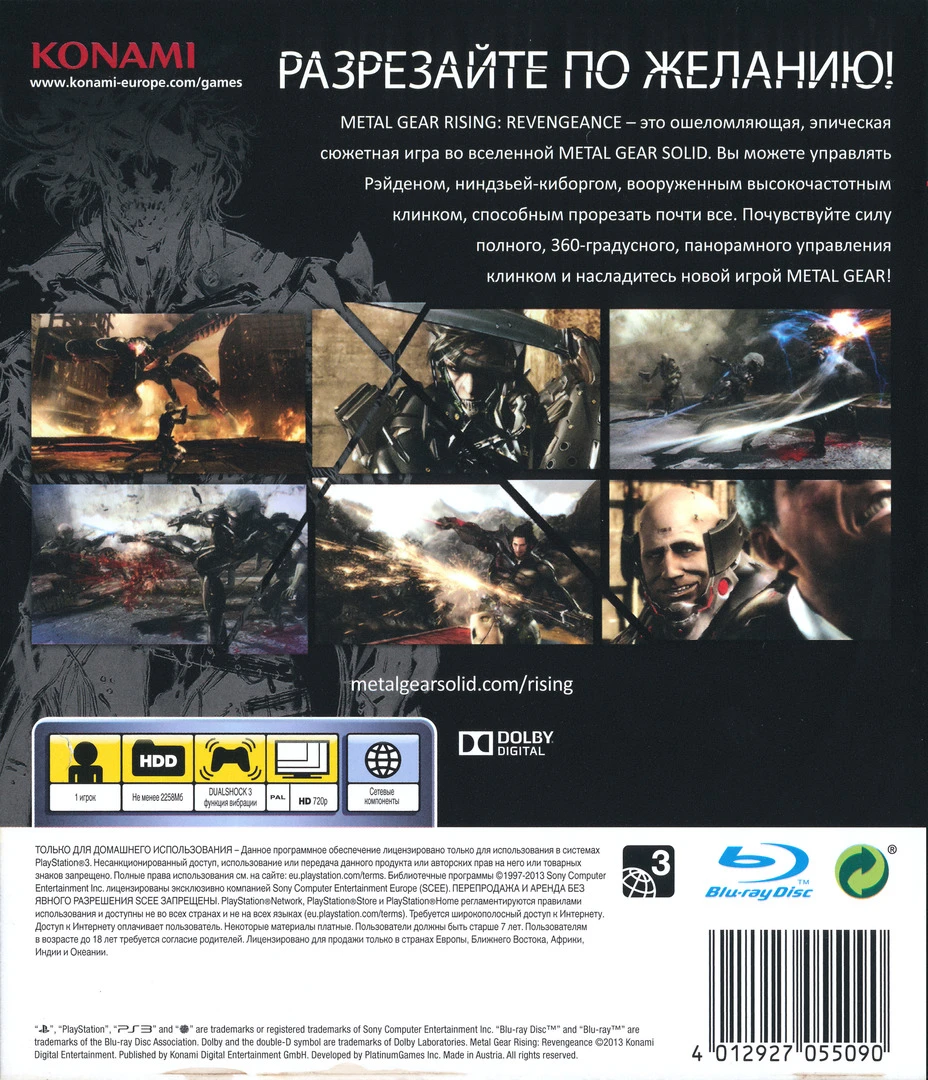 KONAMI
www.konami-europe.com/games
РАЗРЕЗАЙТЕ ПО ЖЕЛАНИЮ!
METAL GEAR RISING: REVENGEANCE – это ошеломляющая, эпическая
сюжетная игра во вселенной METAL GEAR SOLID. Вы можете управлять
Рэйденом, ниндзьей-киборгом, вооруженным высокочастотным
клинком, способным прорезать почти все. Почувствуйте силу
полного, 360-градусного, панорамного управления
клинком и насладитесь новой игрой METAL GEAR!
metalgearsolid.com/rising
HDD
1 игрок
Не менее 2258Мб
DUALSHOCK 3
функция вибрации
PAL
HD 720p
Сетевые
компоненты
DOLBY
DIGITAL
ТОЛЬКО ДЛЯ ДОМАШНЕГО ИСПОЛЬЗОВАНИЯ – Данное программное обеспечение лицензировано только для использования в системах
PlayStation®3. Несанкционированный доступ, использование или передача данного продукта или авторских прав на него или товарных
знаков запрещено. Полные права использования см. на сайте: eu.playstation.com/terms. Библиотечные программы ©1997-2013 Sony Computer
Entertainment Inc. лицензированы эксклюзивно компанией Sony Computer Entertainment Europe (SCEE). ПЕРЕПРОДАЖА И АРЕНДА БЕЗ
ЯВНОГО РАЗРЕШЕНИЯ SCEE ЗАПРЕЩЕНЫ. PlayStation®Network, PlayStation®Store и PlayStation®Home регламентируются правилами
использования и доступны не во всех странах и не на всех языках (eu.playstation.com/terms). Требуется широкополосный доступ к Интернету.
Доступ к Интернету оплачивает пользователь. Некоторые материалы платные. Пользователи должны быть старше 7 лет. Пользователям
в возрасте до 18 лет требуется согласие родителей. Лицензировано для продажи только в странах Европы, Ближнего Востока, Африки,
Индии и Океании.
3
Blu-ray Disc™
®
"", "PlayStation", "PS3" and "" are trademarks or registered trademarks of Sony Computer Entertainment Inc. "Blu-ray Disc™" and "Blu-ray™" are
trademarks of the Blu-ray Disc Association. Dolby and the double-D symbol are trademarks of Dolby Laboratories. Metal Gear Rising: Revengeance ©2013 Konami
Digital Entertainment. Published by Konami Digital Entertainment GmbH. Developed by PlatinumGames Inc. Made in Austria. All rights reserved.
4 012927 055090